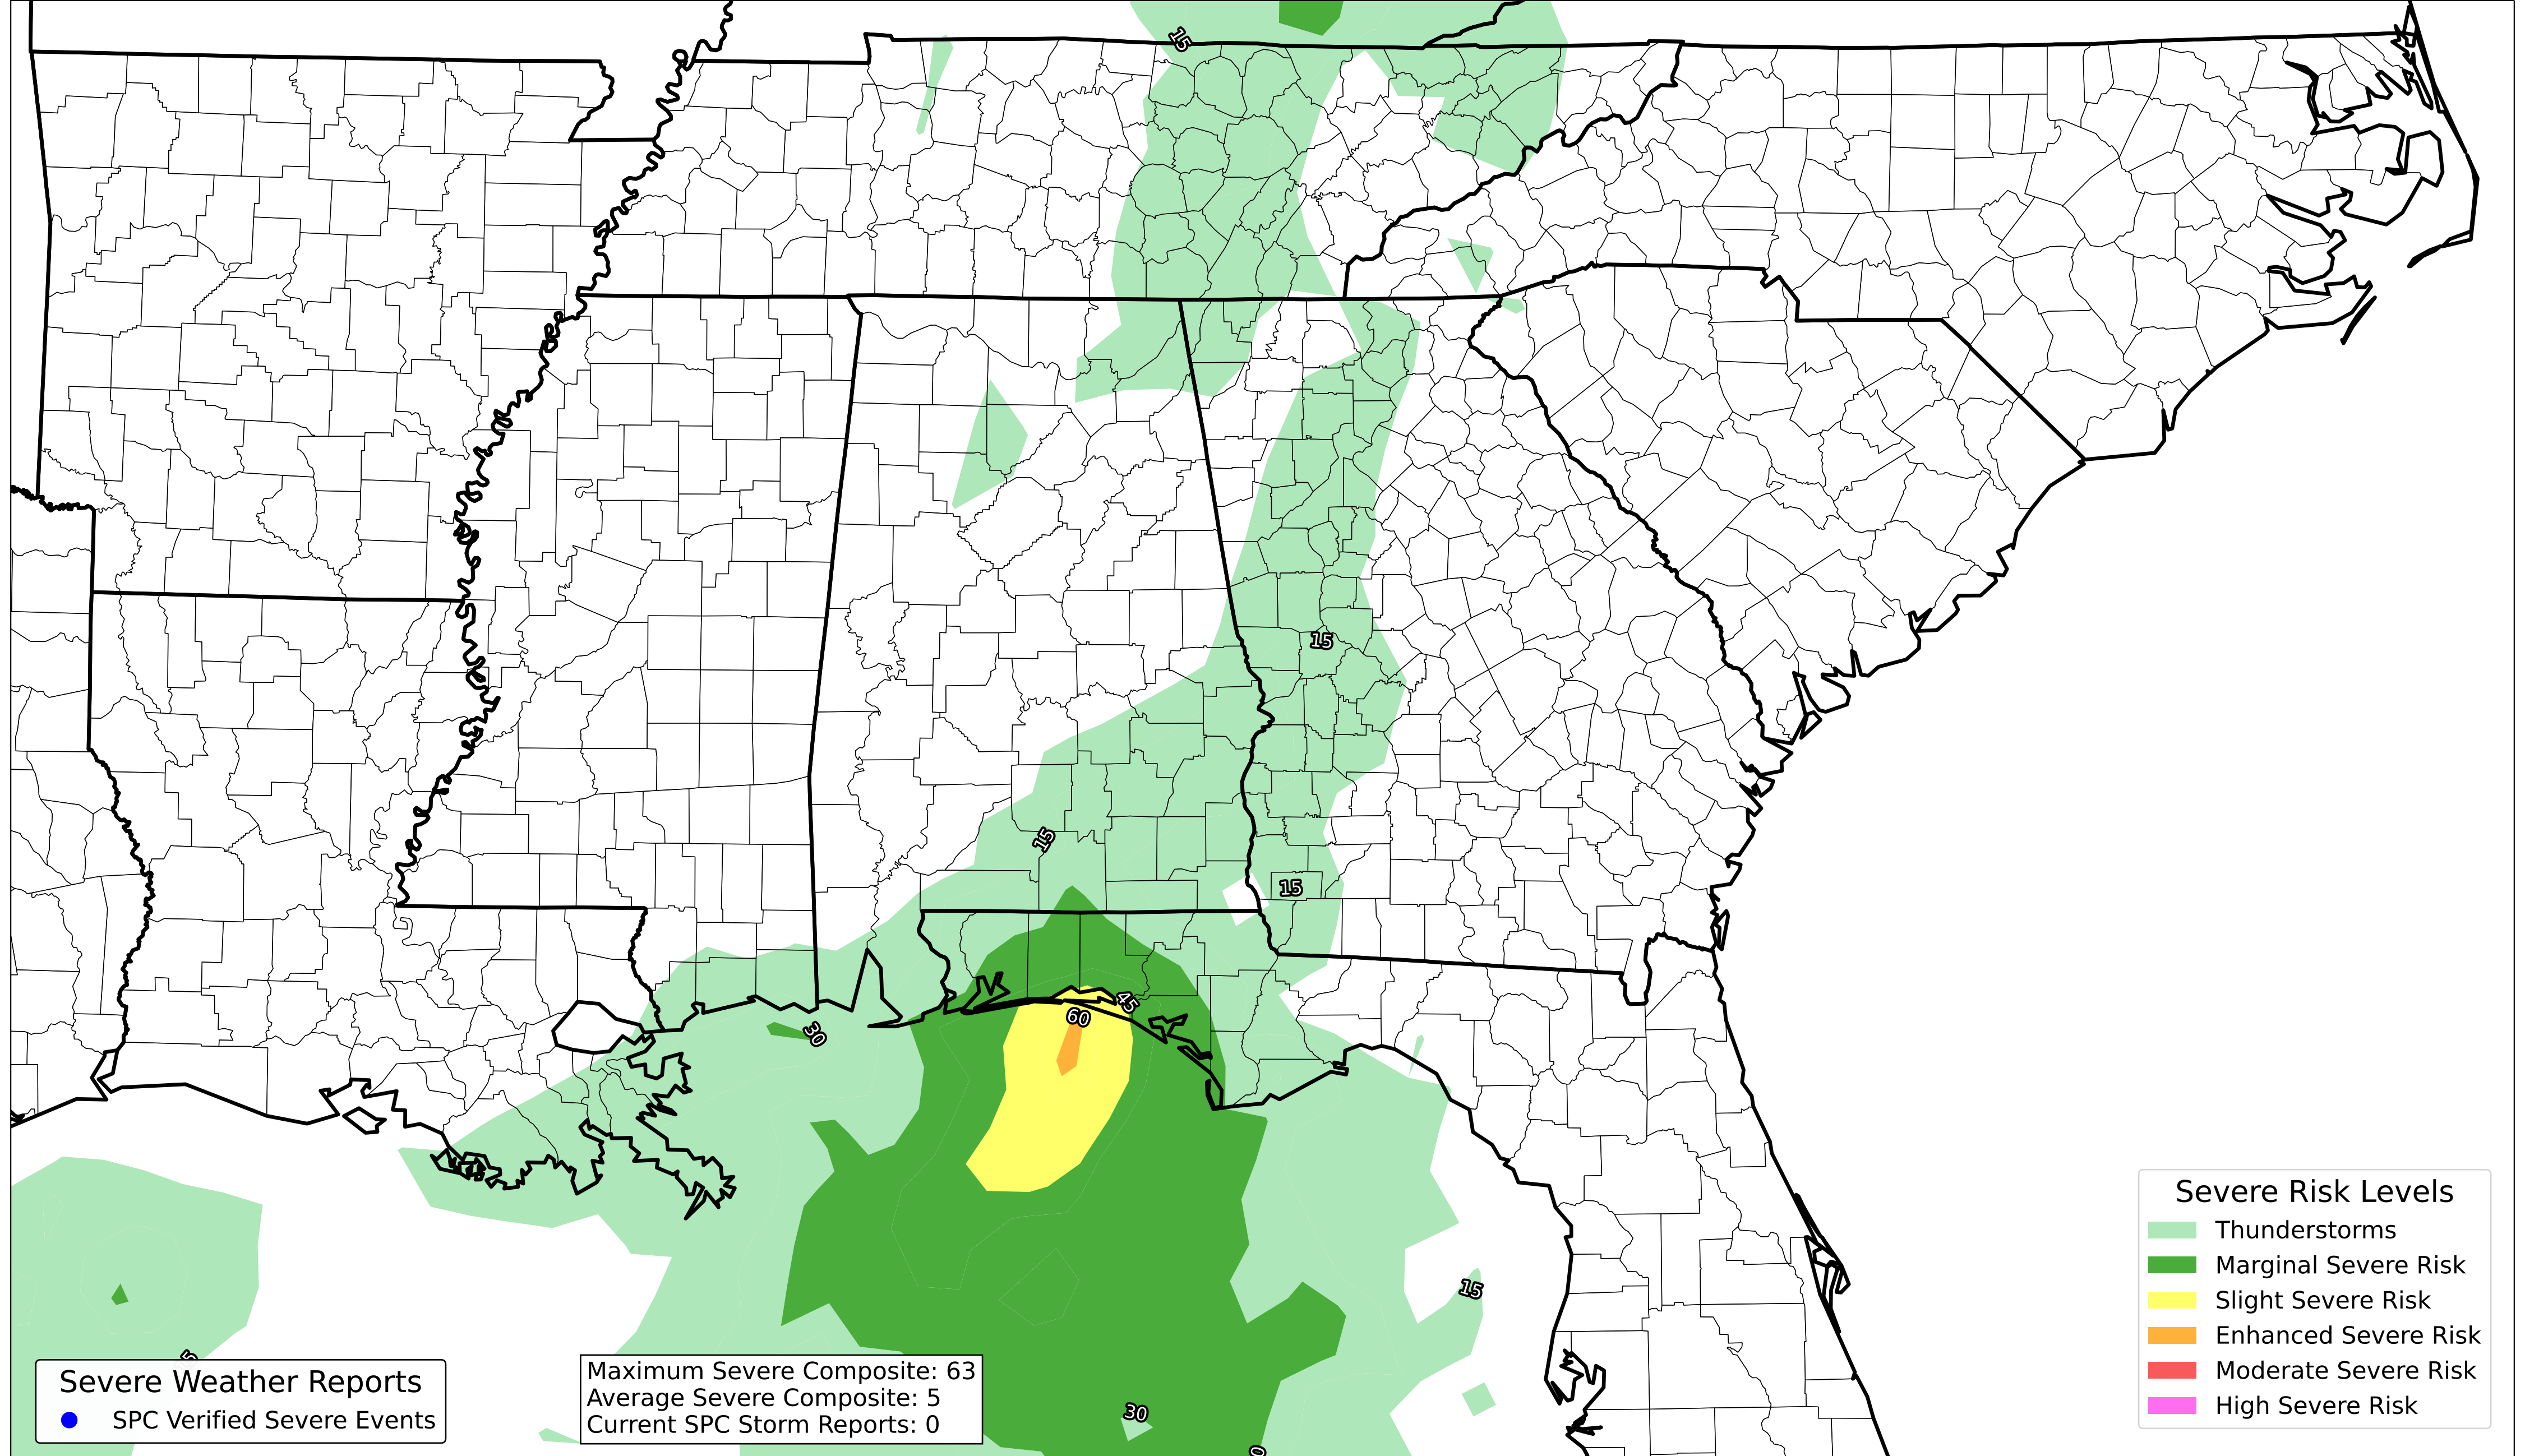 15
15
15
15
45
60
30
15
30
Severe Risk Levels
Thunderstorms
Marginal Severe Risk
Slight Severe Risk
Enhanced Severe Risk
Moderate Severe Risk
High Severe Risk
Severe Weather Reports
SPC Verified Severe Events
Maximum Severe Composite: 63
Average Severe Composite: 5
Current SPC Storm Reports: 0